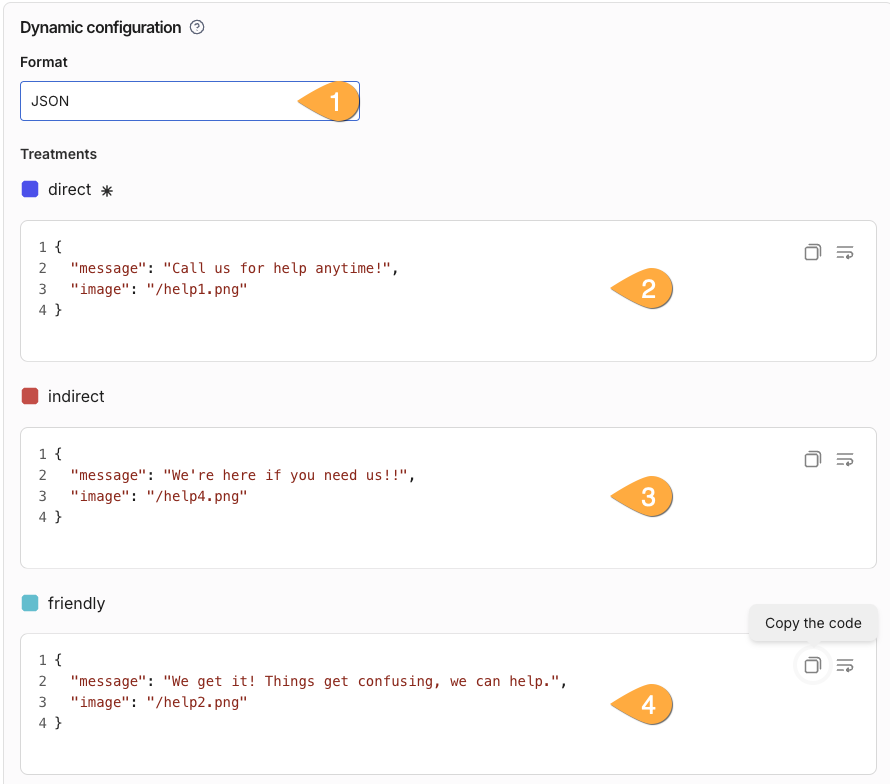 Dynamic configuration ?
Format
JSON
1
Treatments
direct *
1 {
2 "message": "Call us for help anytime!",
3 "image": "/help1.png"
4 }
2
indirect
1 {
2 "message": "We're here if you need us!!",
3 "image": "/help4.png"
4 }
3
friendly
Copy the code
1 {
2 "message": "We get it! Things get confusing, we can help.",
3 "image": "/help2.png"
4 }
4